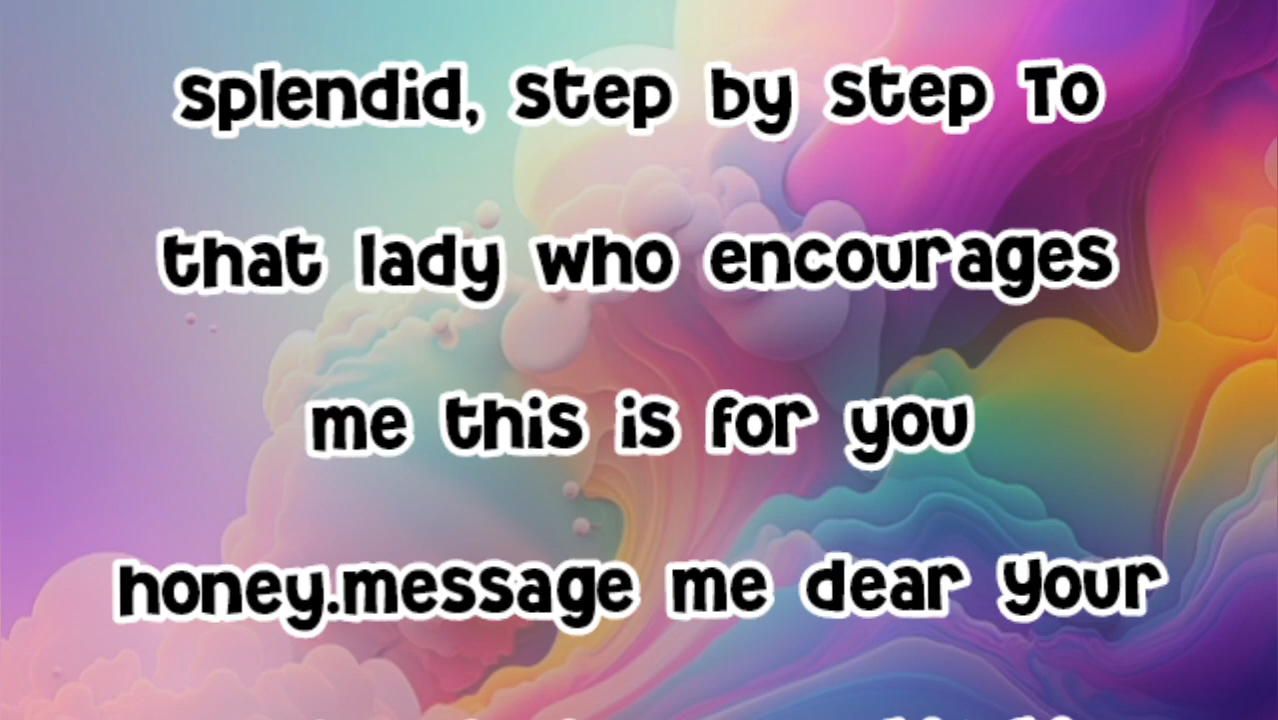 splendid, step by step To
that lady who encourages
me this is for you
honey.message me dear your